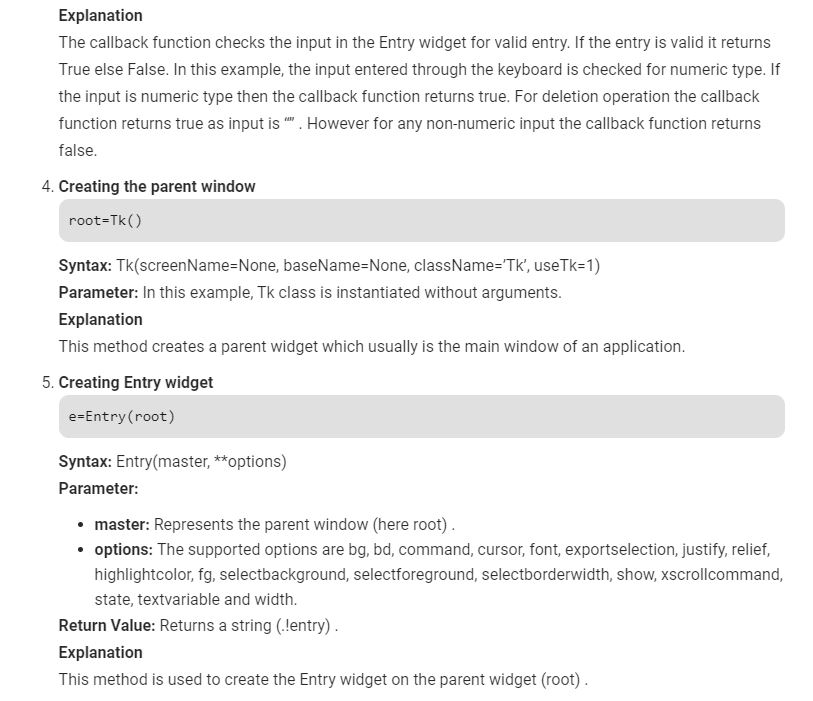 Explanation
The callback function checks the input in the Entry widget for valid entry. If the entry is valid it returns
True else False. In this example, the input entered through the keyboard is checked for numeric type. If
the input is numeric type then the callback function returns true. For deletion operation the callback
function returns true as input is “” . However for any non-numeric input the callback function returns
false.
4. Creating the parent window
root=Tk()
Syntax: Tk(screenName=None, baseName=None, className=’Tk’, useTk=1)
Parameter: In this example, Tk class is instantiated without arguments.
Explanation
This method creates a parent widget which usually is the main window of an application.
5. Creating Entry widget
e=Entry(root)
Syntax: Entry(master, **options)
Parameter:
• master: Represents the parent window (here root) .
• options: The supported options are bg, bd, command, cursor, font, exportselection, justify, relief,
highlightcolor, fg, selectbackground, selectforeground, selectborderwidth, show, xscrollcommand,
state, textvariable and width.
Return Value: Returns a string (.!entry) .
Explanation
This method is used to create the Entry widget on the parent widget (root) .